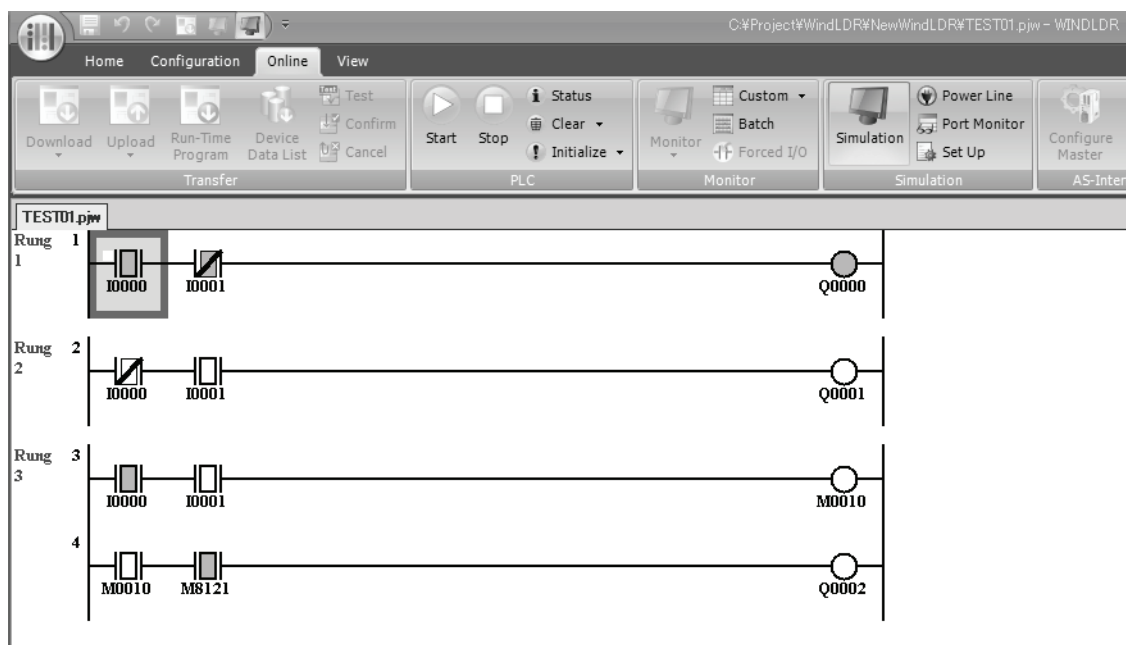 C:¥Project¥WindLDR¥NewWindLDR¥TEST01.pjw - WINDLDR
Home Configuration Online View
Download Upload Run-Time Program Device Data List Test Confirm Cancel
Start Stop Status Clear Initialize
Monitor Custom Batch Forced I/O
Simulation Power Line Port Monitor Set Up
Configure Master
Transfer PLC Monitor Simulation AS-Inter
TEST01.pjw
Rung 1 1
I0000 I0001 Q0000
Rung 2 2
I0000 I0001 Q0001
Rung 3 3
I0000 I0001 M0010
4
M0010 M8121 Q0002